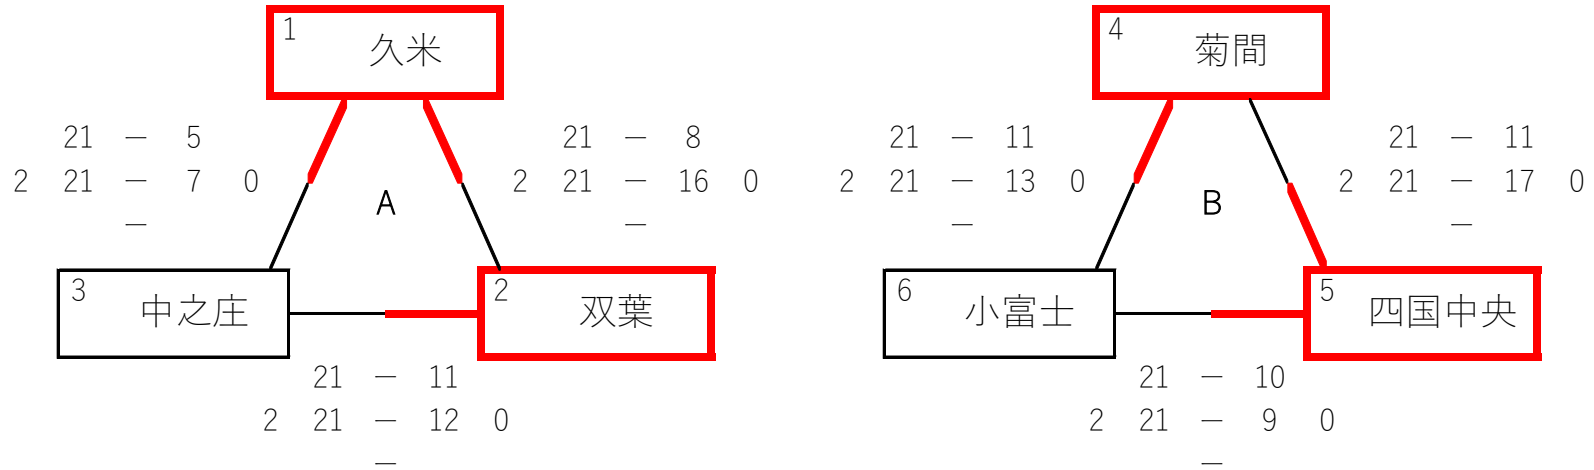 1 久米
21 － 5
2 21 － 7 0
－
21 － 8
2 21 － 16 0
－
A
3 中之庄
2 双葉
21 － 11
2 21 － 12 0
－
4 菊間
21 － 11
2 21 － 13 0
－
21 － 11
2 21 － 17 0
－
B
6 小富士
5 四国中央
21 － 10
2 21 － 9 0
－